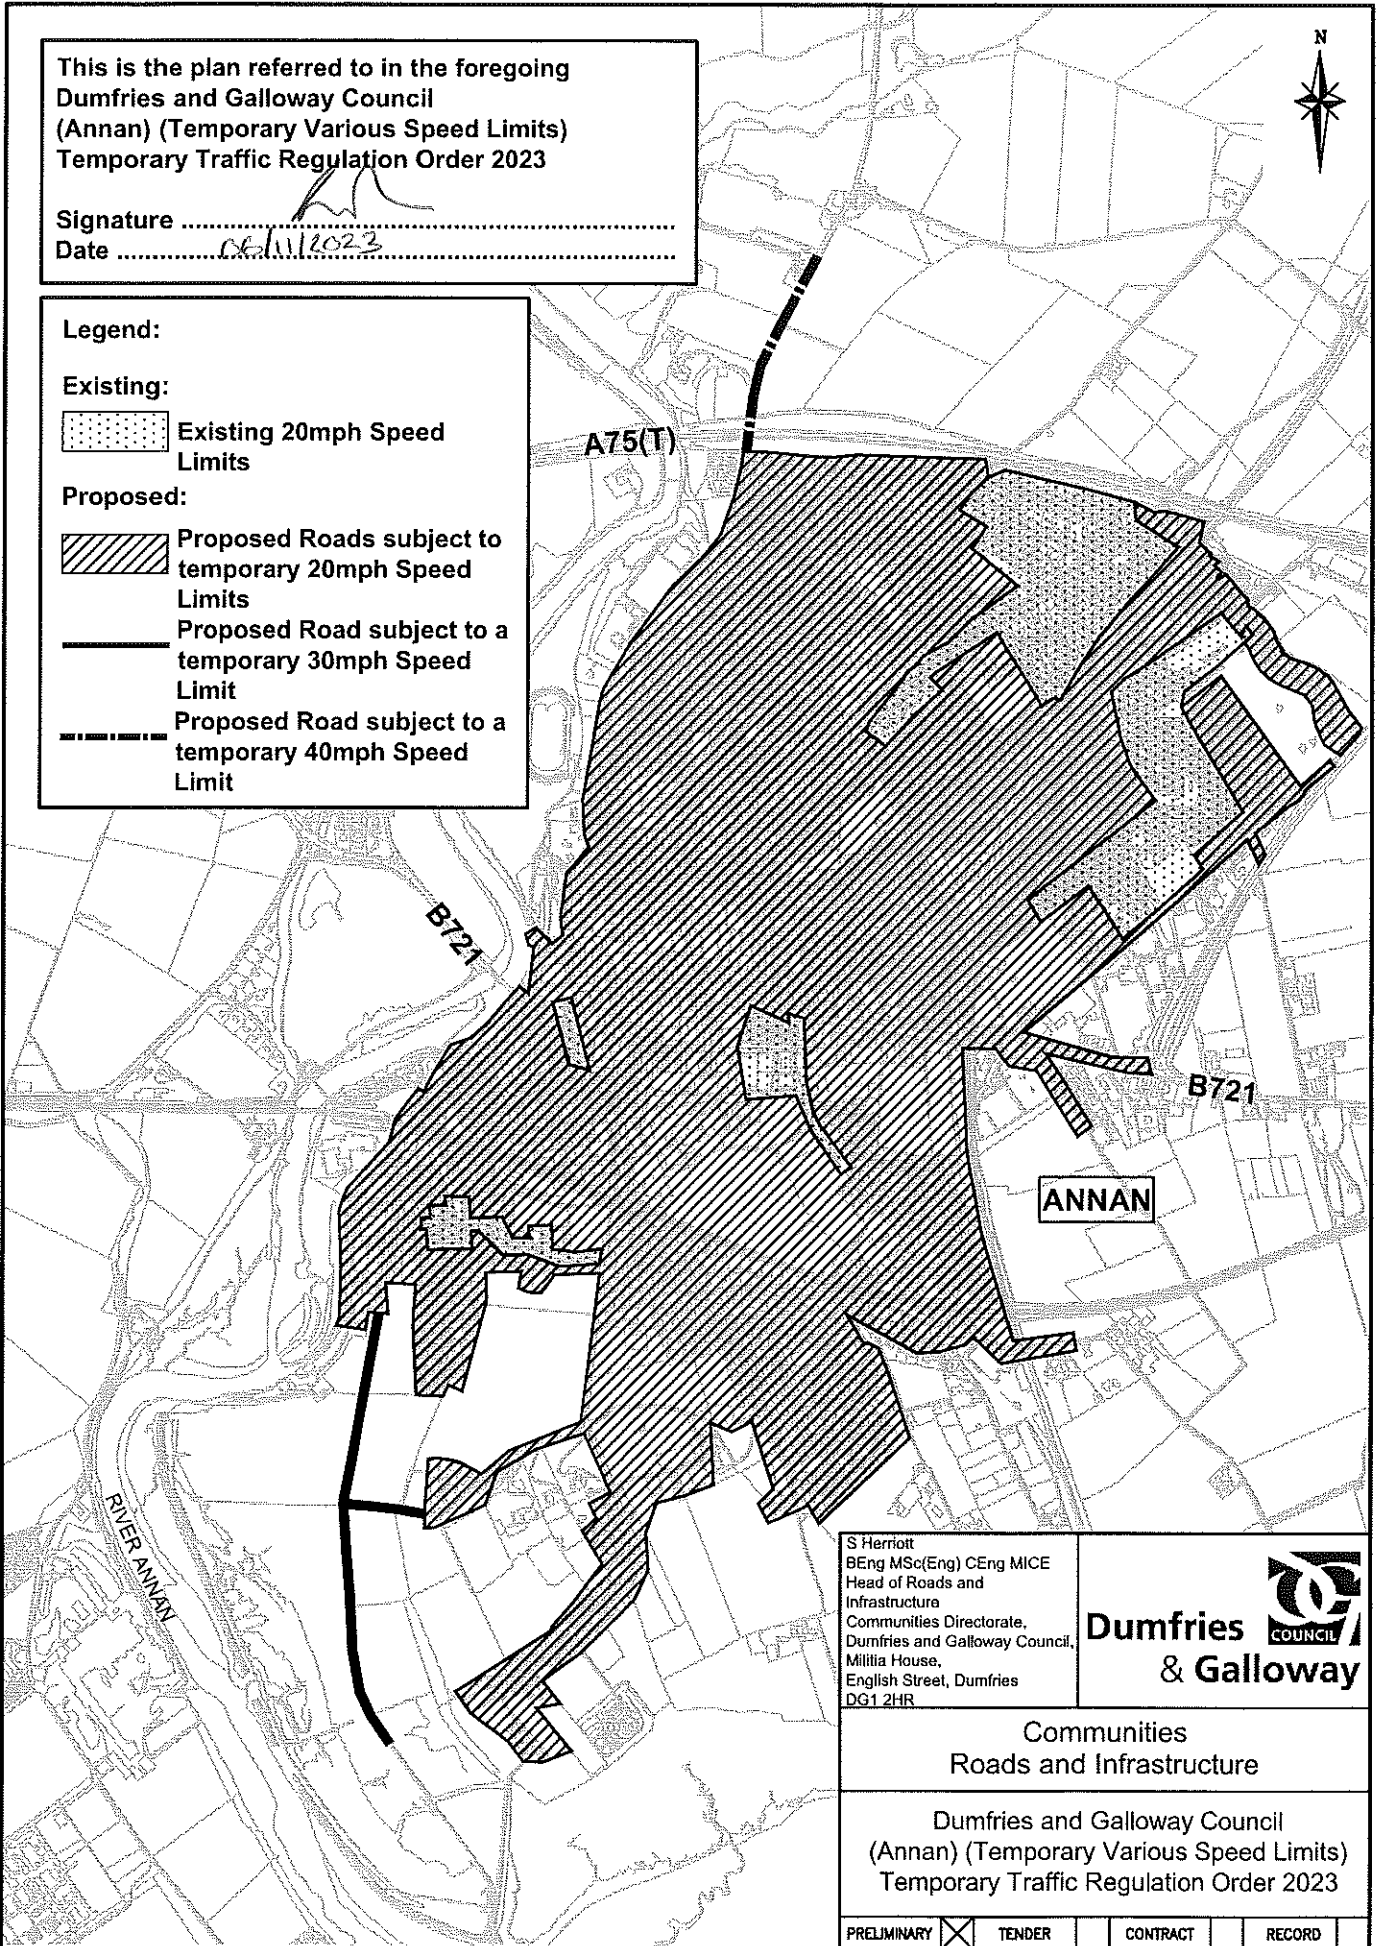 This is the plan referred to in the foregoing
Dumfries and Galloway Council
(Annan) (Temporary Various Speed Limits)
Temporary Traffic Regulation Order 2023
Signature ..........
Date .......... 06/11/2023
N
Legend:
Existing:
Existing 20mph Speed
Limits
Proposed:
Proposed Roads subject to
temporary 20mph Speed
Limits
Proposed Road subject to a
temporary 30mph Speed
Limit
Proposed Road subject to a
temporary 40mph Speed
Limit
A75(T)
B721
B721
ANNAN
RIVER ANNAN
S Herriott
BEng MSc(Eng) CEng MICE
Head of Roads and
Infrastructure
Communities Directorate,
Dumfries and Galloway Council,
Militia House,
English Street, Dumfries
DG1 2HR
Dumfries
COUNCIL
& Galloway
Communities
Roads and Infrastructure
Dumfries and Galloway Council
(Annan) (Temporary Various Speed Limits)
Temporary Traffic Regulation Order 2023
PRELIMINARY TENDER CONTRACT RECORD